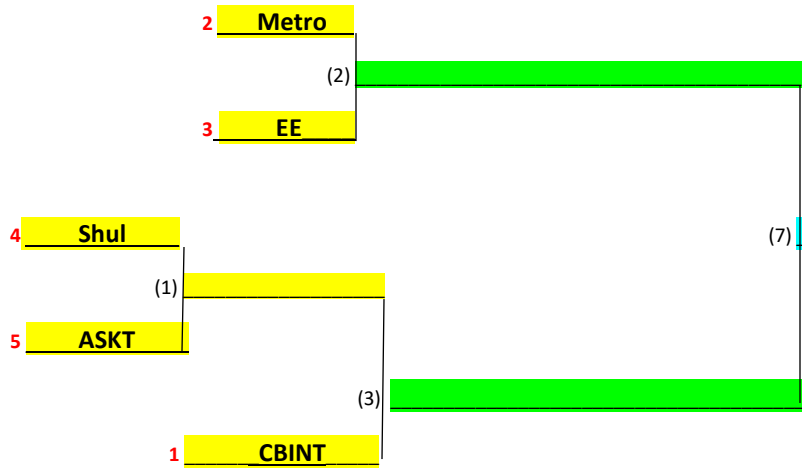 2 Metro
(2)
3 EE
4 Shul
(7)
(1)
5 ASKT
(3)
1 CBINT